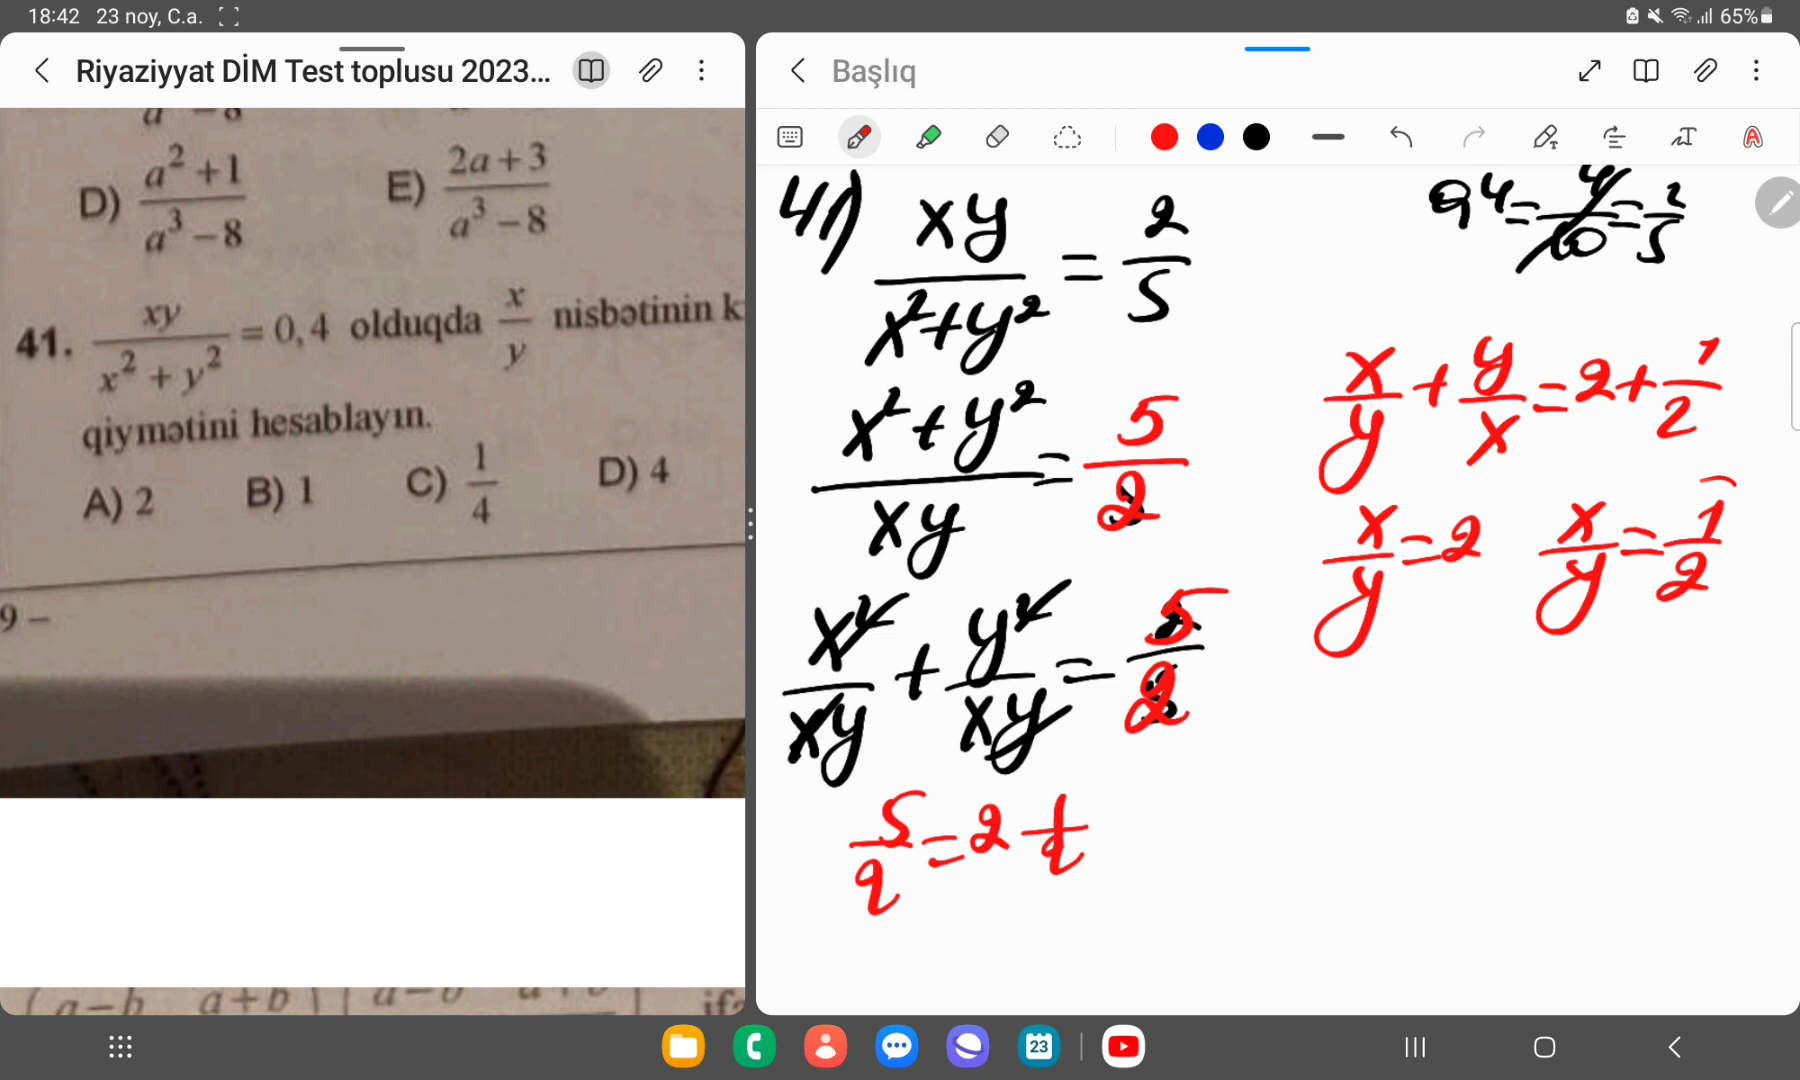 18:42 23 noy, C.a. 65%
Riyaziyyat DİM Test toplusu 2023...
D) a² + 1 / a³ − 8 E) 2a + 3 / a³ − 8
41. xy / x² + y² = 0,4 olduqda x / y nisbətinin k
qiymətini hesablayın.
A) 2 B) 1 C) 1/4 D) 4
9 –
a−b a+b
Başlıq
41) xy / x²+y² = 2/5
0,4 = 4/10 = 2/5
x²+y² / xy = 5/2
x²/xy + y²/xy = 5/2
5/2 = 2 1/2
x/y + y/x = 2 + 1/2
x/y = 2 x/y = 1/2
23